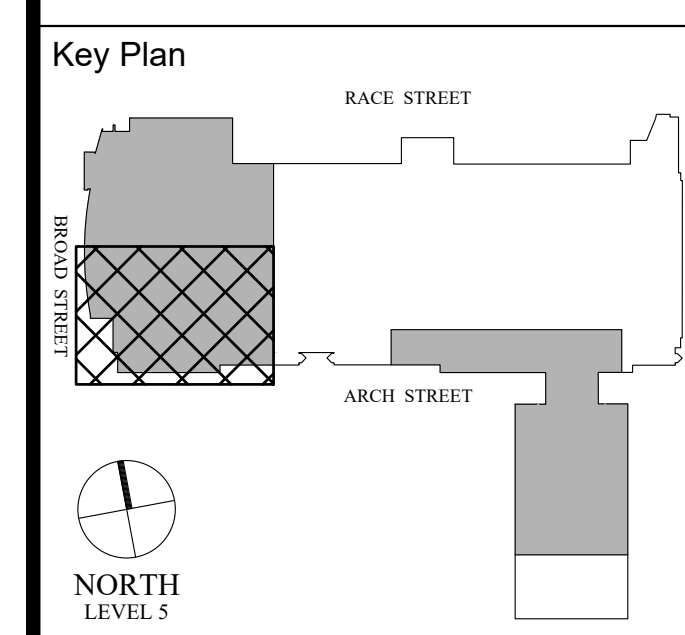 Key Plan
RACE STREET
BROAD STREET
ARCH STREET
NORTH
LEVEL 5